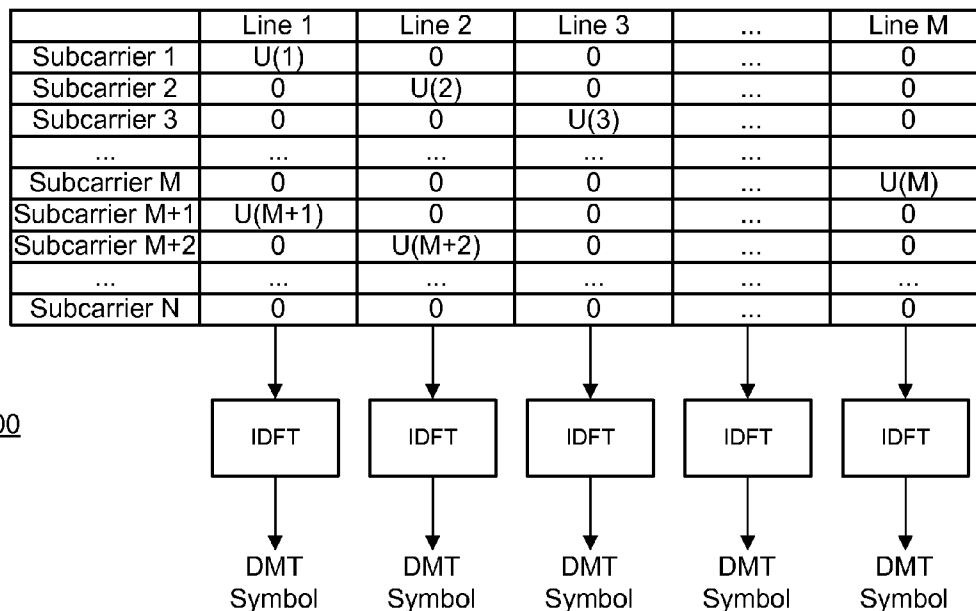 Line 1 Line 2 Line 3 ... Line M
Subcarrier 1 U(1) 0 0 ... 0
Subcarrier 2 0 U(2) 0 ... 0
Subcarrier 3 0 0 U(3) ... 0
... ... ... ... ...
Subcarrier M 0 0 0 ... U(M)
Subcarrier M+1 U(M+1) 0 0 ... 0
Subcarrier M+2 0 U(M+2) 0 ... 0
... ... ... ... ... ...
Subcarrier N 0 0 0 ... 0
00 IDFT IDFT IDFT IDFT IDFT
DMT DMT DMT DMT DMT
Symbol Symbol Symbol Symbol Symbol